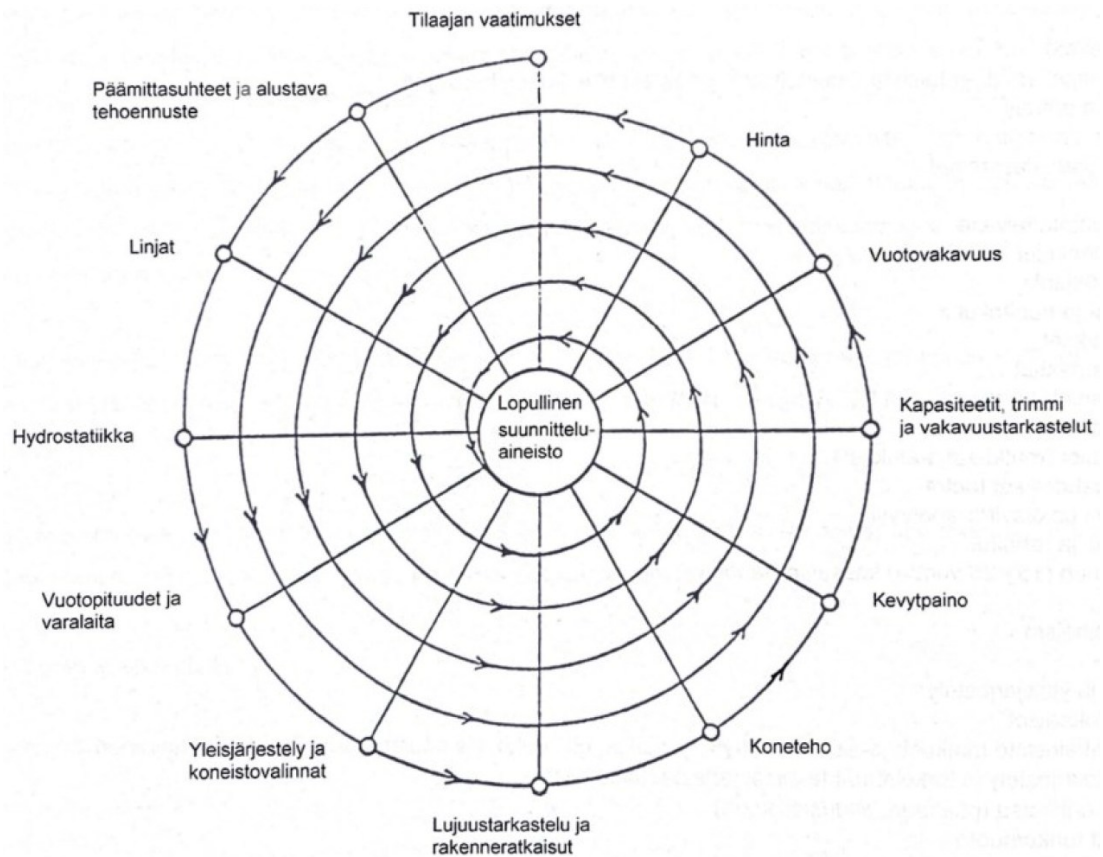 Tilaajan vaatimukset
Päämittasuhteet ja alustava
tehoennuste
Hinta
Linjat
Vuotovakavuus
Lopullinen
suunnittelu-
aineisto
Hydrostatiikka
Kapasiteetit, trimmi
ja vakavuustarkastelut
Vuotopituudet ja
varalaita
Kevytpaino
Yleisjärjestely ja
koneistovalinnat
Koneteho
Lujuustarkastelu ja
rakenneratkaisut